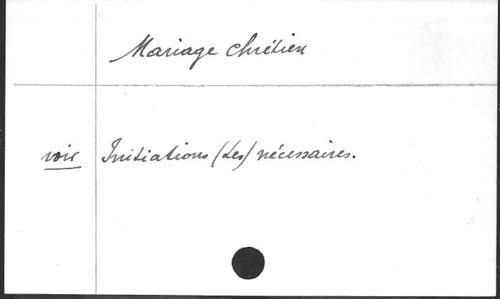 Mariage chrétien
voir Initiations (Les) nécessaires.